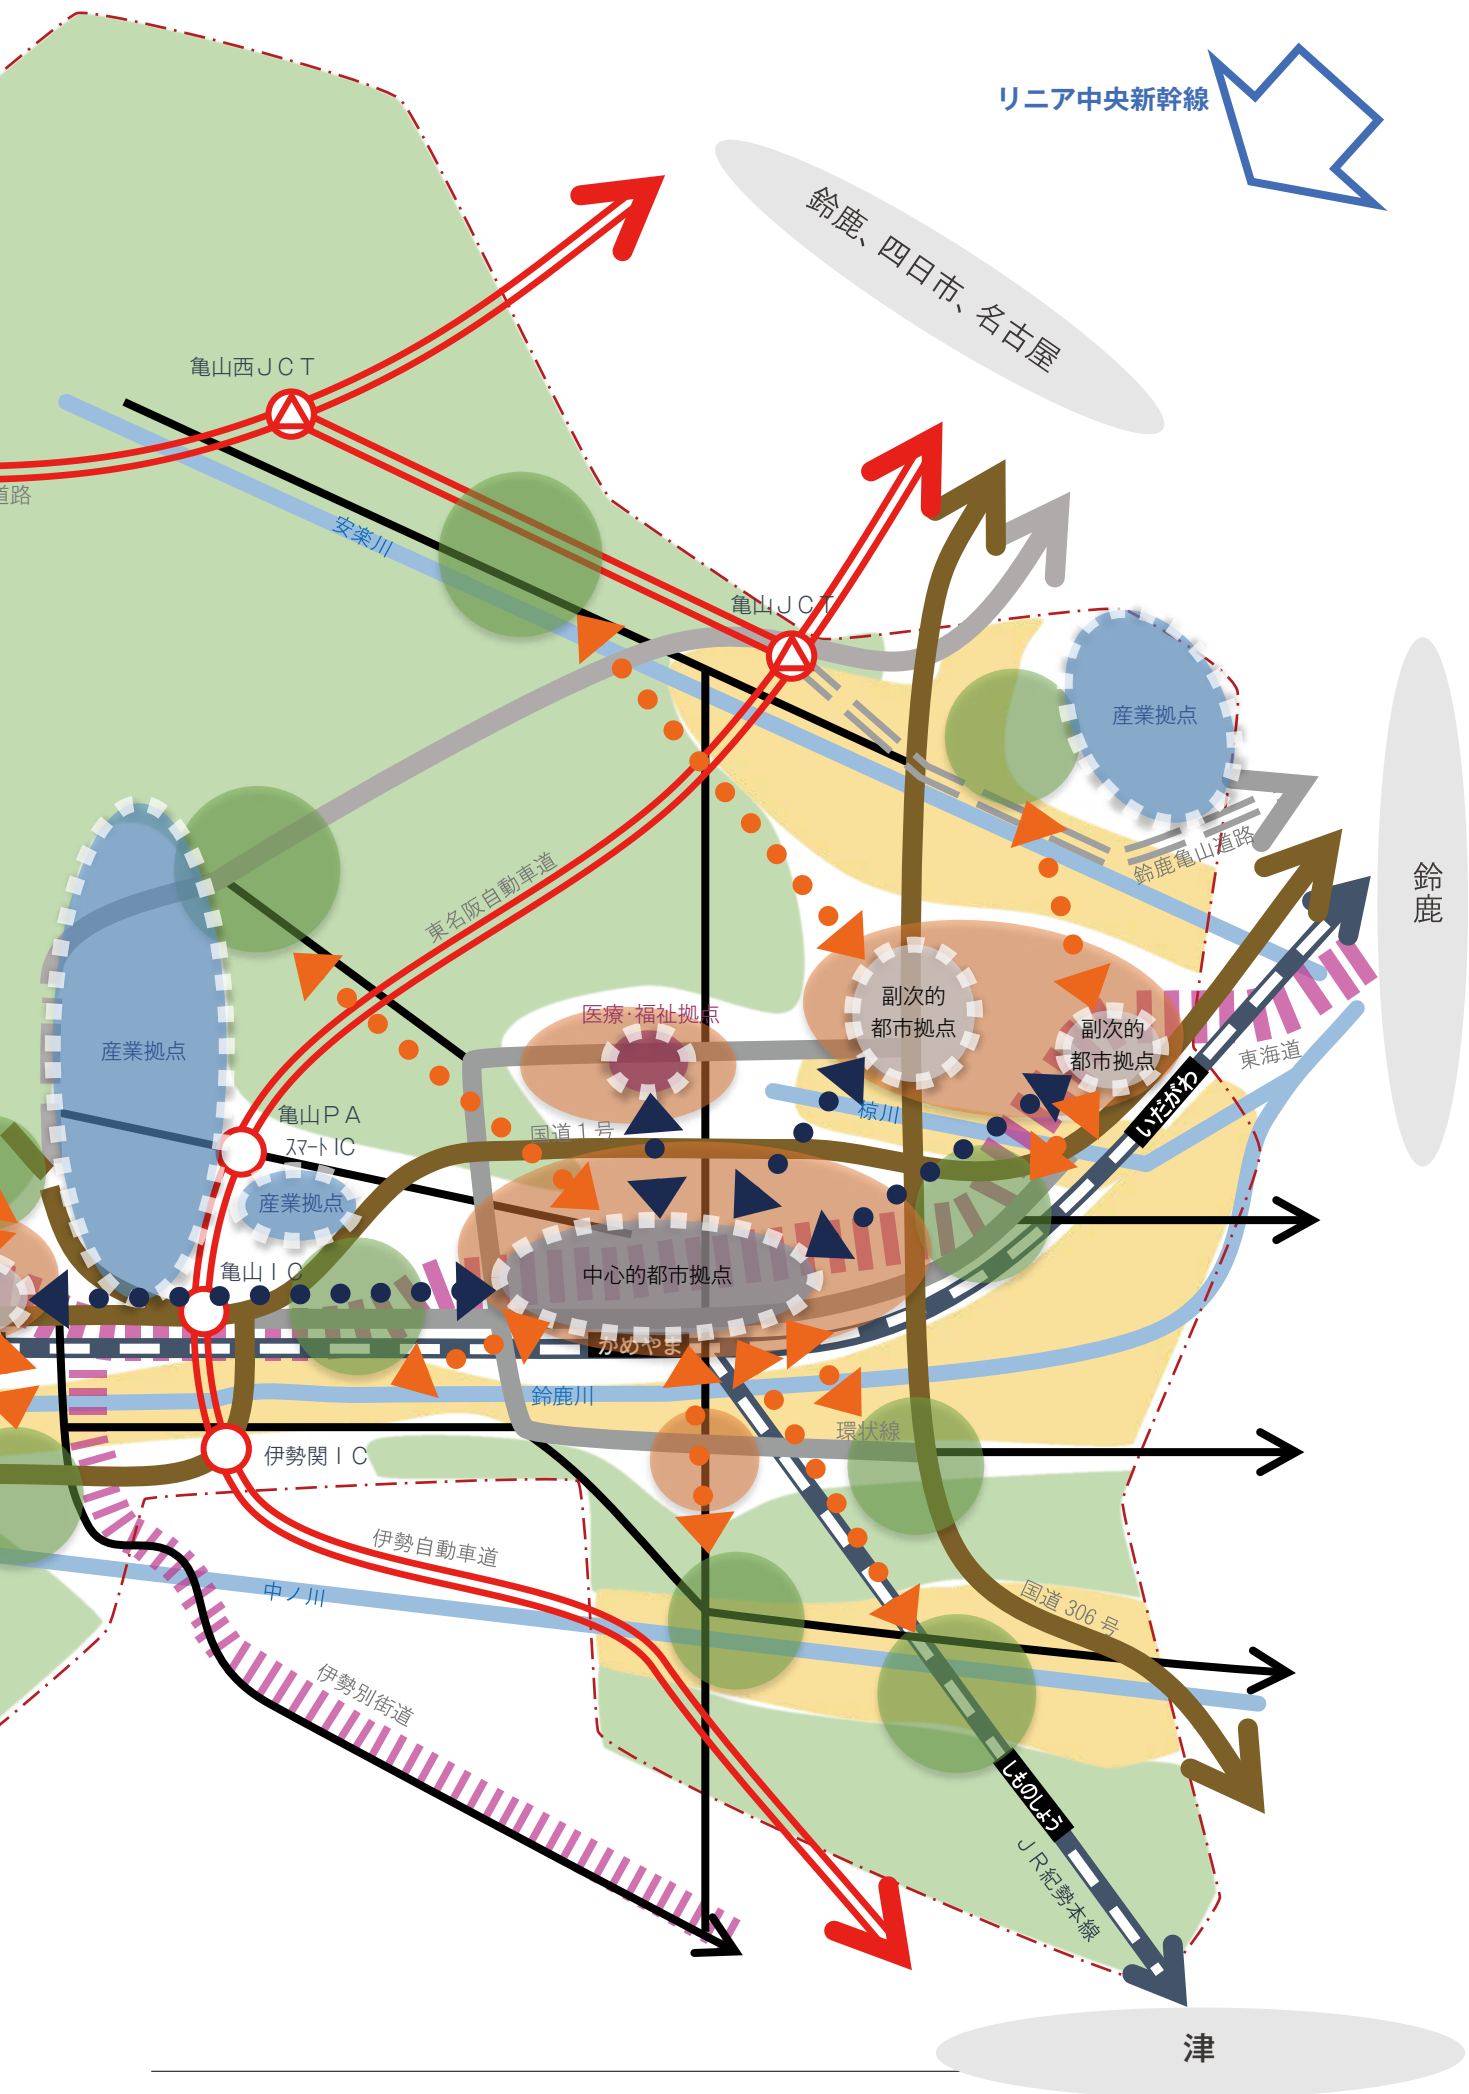 リニア中央新幹線
鈴鹿、四日市、名古屋
亀山西ＪＣＴ
道路
安楽川
亀山ＪＣＴ
産業拠点
鈴鹿亀山道路
鈴鹿
東名阪自動車道
副次的
都市拠点
医療・福祉拠点
副次的
都市拠点
東海道
産業拠点
いだがわ
椋川
亀山ＰＡ
ｽﾏｰﾄIC
国道１号
産業拠点
亀山ＩＣ
中心的都市拠点
かめやま
鈴鹿川
環状線
伊勢関ＩＣ
伊勢自動車道
中ノ川
国道 306 号
伊勢別街道
しものしょう
ＪＲ紀勢本線
津